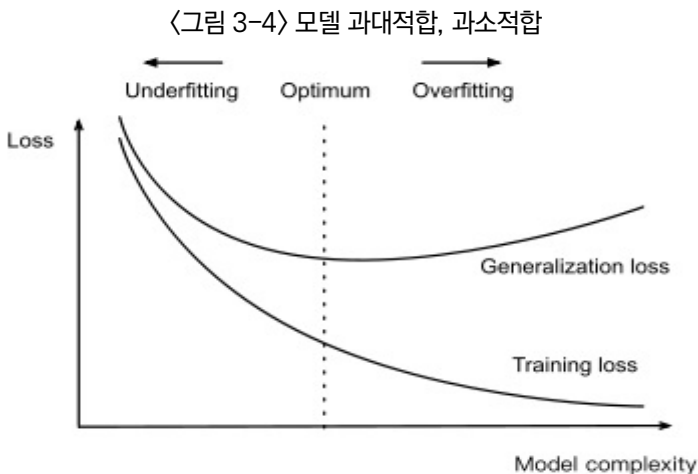 〈그림 3-4〉 모델 과대적합, 과소적합
Underfitting Optimum Overfitting
Loss
Generalization loss
Training loss
Model complexity